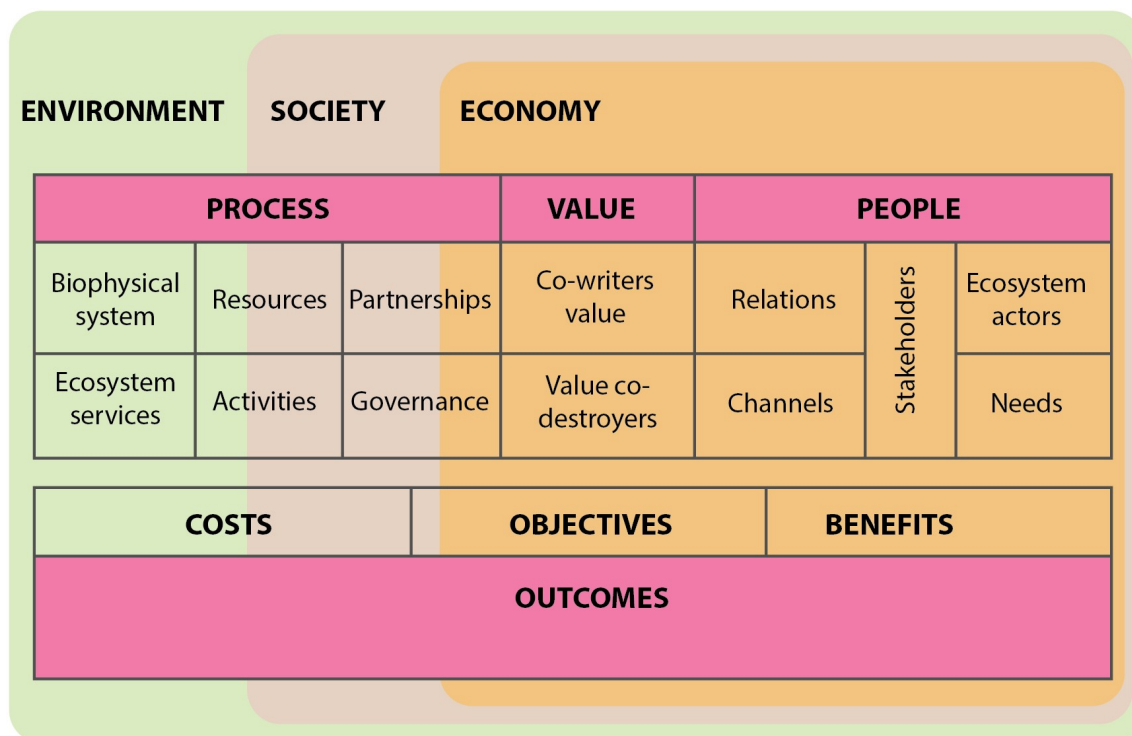 ENVIRONMENT
SOCIETY
ECONOMY
PROCESS
VALUE
PEOPLE
Biophysical
system
Resources
Partnerships
Co-writers
value
Relations
Stakeholders
Ecosystem
actors
Ecosystem
services
Activities
Governance
Value co-
destroyers
Channels
Needs
COSTS
OBJECTIVES
BENEFITS
OUTCOMES